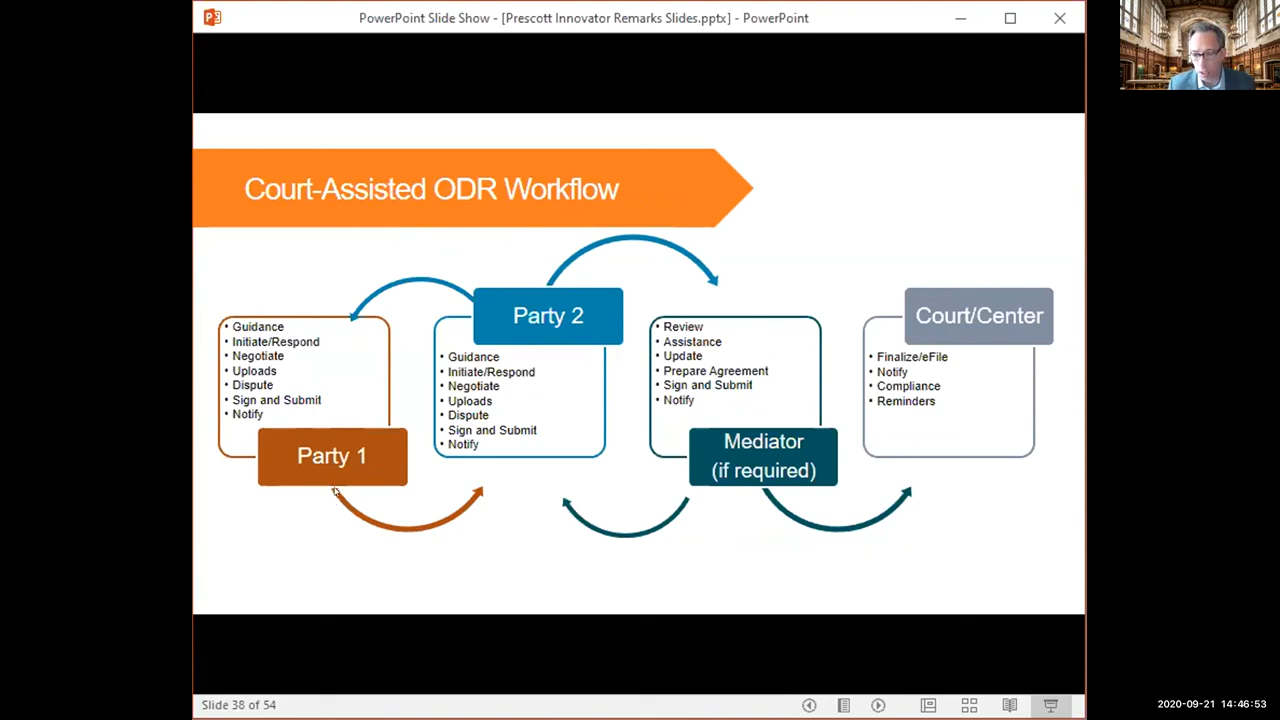 PowerPoint Slide Show - [Prescott Innovator Remarks Slides.pptx] - PowerPoint
Court-Assisted ODR Workflow
• Guidance
• Initiate/Respond
• Negotiate
• Uploads
• Dispute
• Sign and Submit
• Notify
Party 1
Party 2
• Guidance
• Initiate/Respond
• Negotiate
• Uploads
• Dispute
• Sign and Submit
• Notify
• Review
• Assistance
• Update
• Prepare Agreement
• Sign and Submit
• Notify
Mediator
(if required)
Court/Center
• Finalize/eFile
• Notify
• Compliance
• Reminders
Slide 38 of 54
2020-09-21 14:46:53